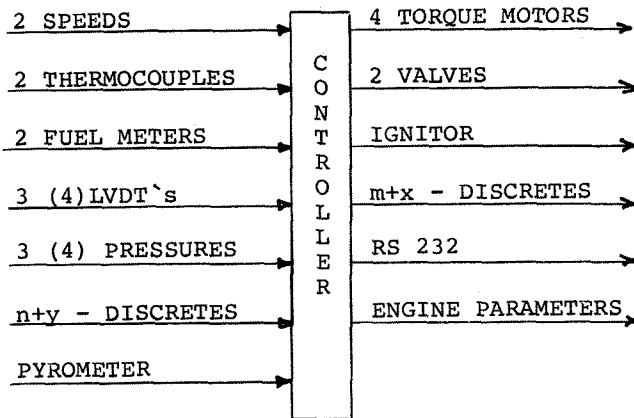 2 SPEEDS
2 THERMOCOUPLES
2 FUEL METERS
3 (4)LVDT`s
3 (4) PRESSURES
n+y - DISCRETES
PYROMETER
CONTROLLER
4 TORQUE MOTORS
2 VALVES
IGNITOR
m+x - DISCRETES
RS 232
ENGINE PARAMETERS